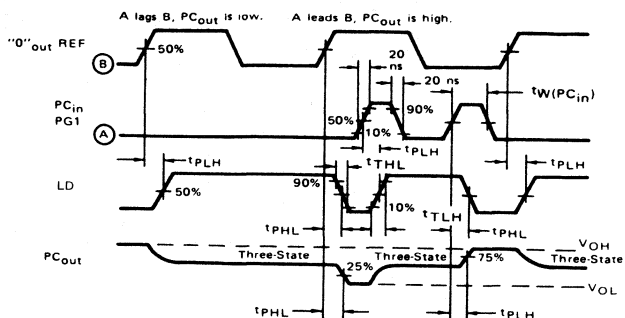 A lags B, PCout is low. A leads B, PCout is high.
"0"out REF
B
50%
20 ns
20 ns
tW(PCin)
PCin
PG1
A
50%
90%
10%
tPLH
tPLH
tTHL
tPLH
LD
50%
90%
10%
tTLH
tPHL
tPHL
VOH
PCout
Three-State
25%
Three-State
75%
Three-State
VOL
tPHL
tPLH